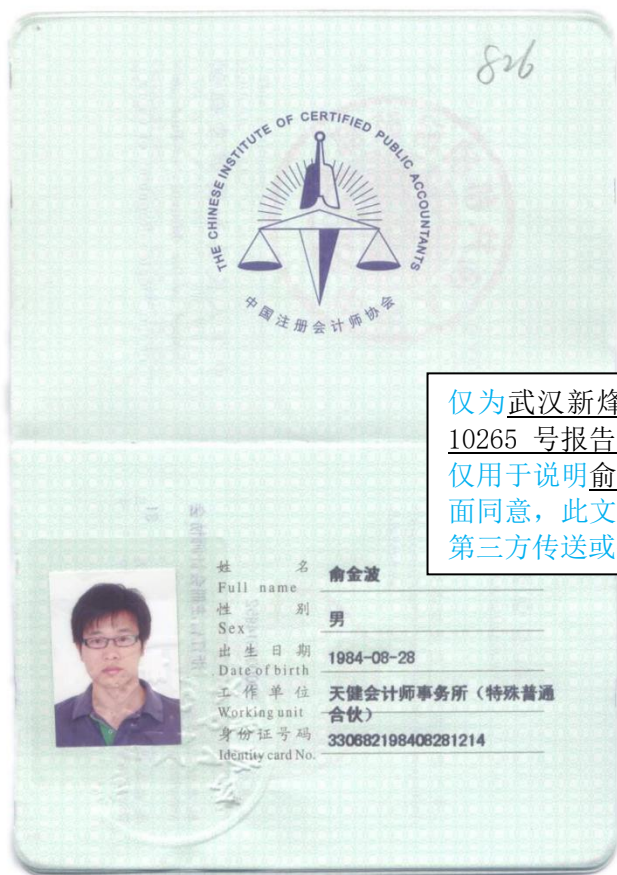 826
THE CHINESE INSTITUTE OF CERTIFIED PUBLIC ACCOUNTANTS
中国注册会计师协会
仅为武汉新烽
10265 号报告
仅用于说明俞
面同意，此文
第三方传送或
姓 名 俞金波
Full name
性 别 男
Sex
出生日期 1984-08-28
Date of birth
工作单位 天健会计师事务所（特殊普通
Working unit 合伙）
身份证号码 330682198408281214
Identity card No.